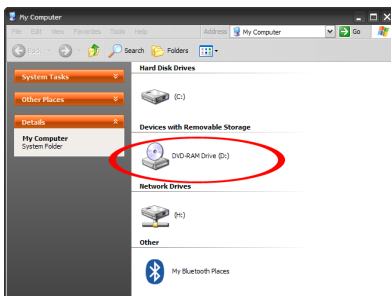 My Computer
File Edit View Favorites Tools Help Address My Computer Go
Back Search Folders
System Tasks
Other Places
Details
My Computer
System Folder
Hard Disk Drives
(C:)
Devices with Removable Storage
DVD-RAM Drive (D:)
Network Drives
(H:)
Other
My Bluetooth Places